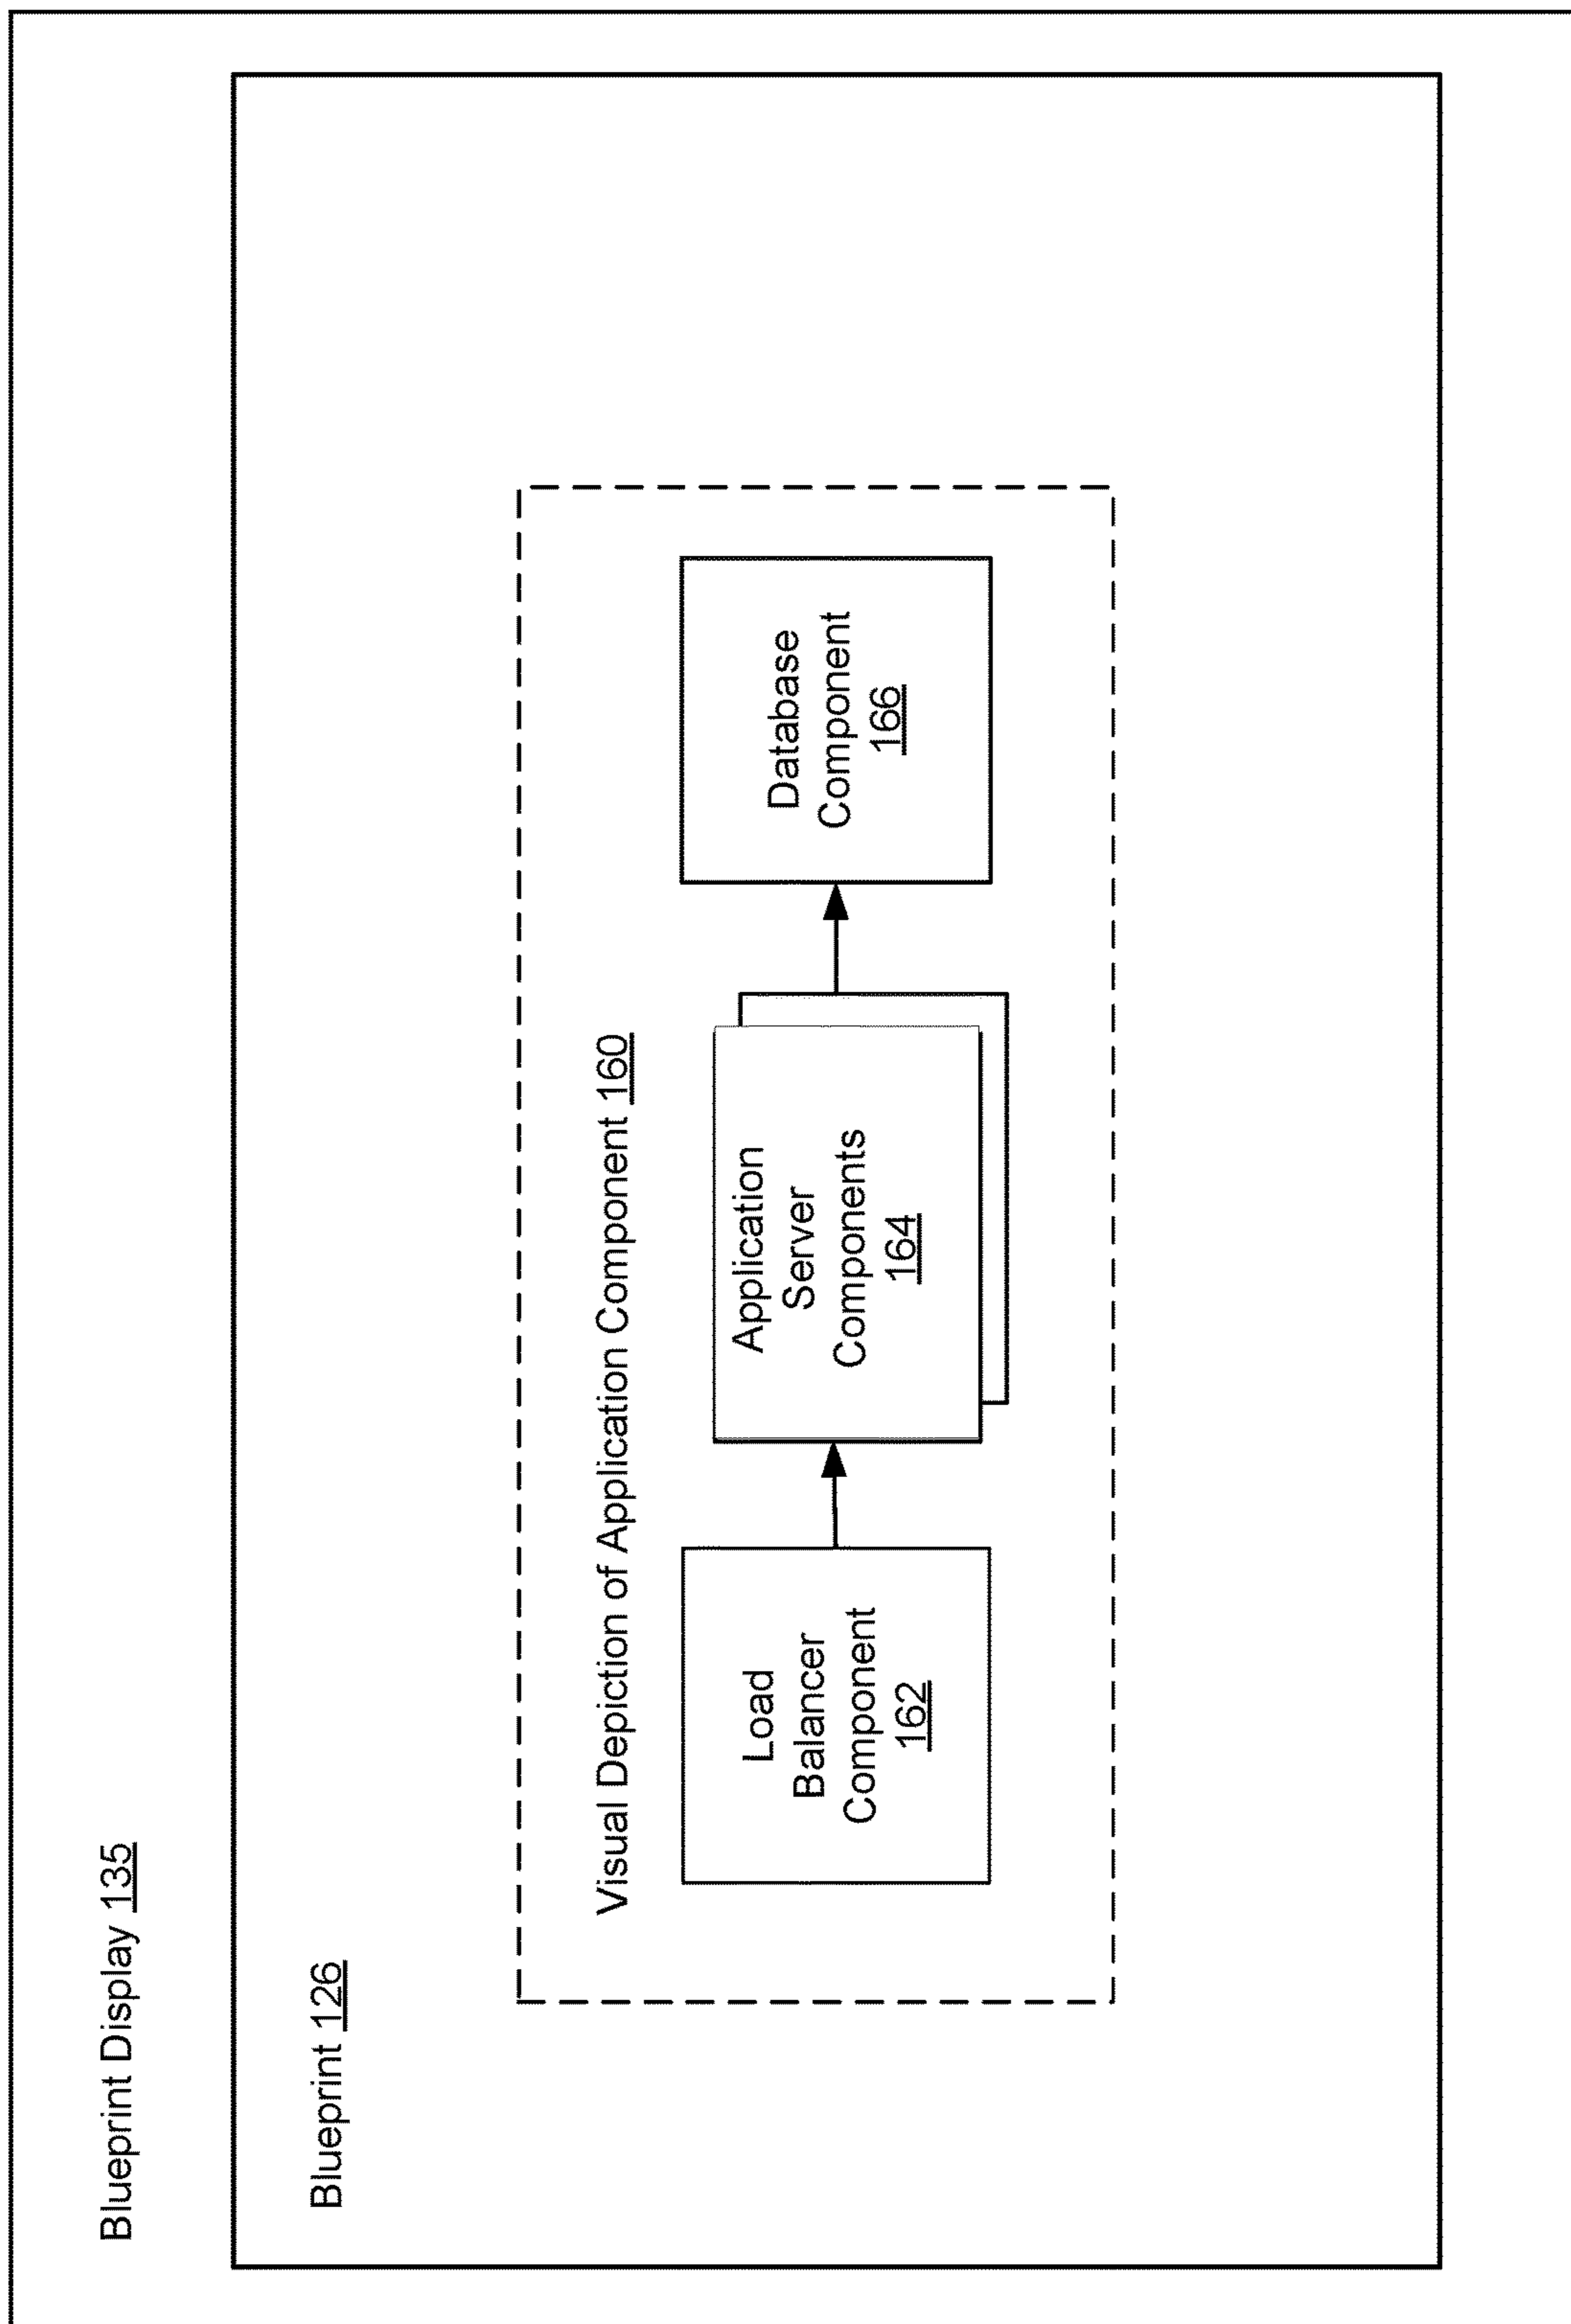 Blueprint Display 135
Blueprint 126
Visual Depiction of Application Component 160
Load
Balancer
Component
162
Application
Server
Components
164
Database
Component
166